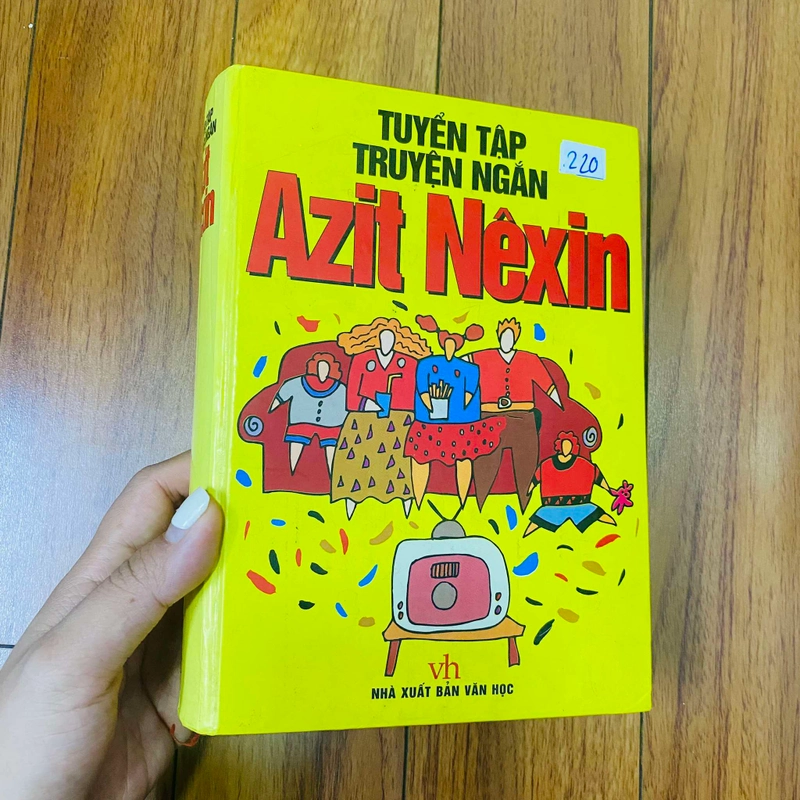 TUYỂN TẬP
TRUYỆN NGẮN
Azit Nêxin
220
vh
NHÀ XUẤT BẢN VĂN HỌC